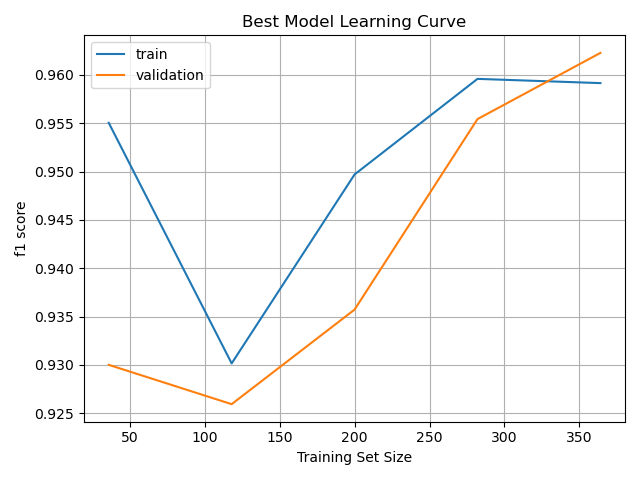 Best Model Learning Curve
train
validation
0.960
0.955
0.950
0.945
0.940
0.935
0.930
0.925
f1 score
50 100 150 200 250 300 350
Training Set Size